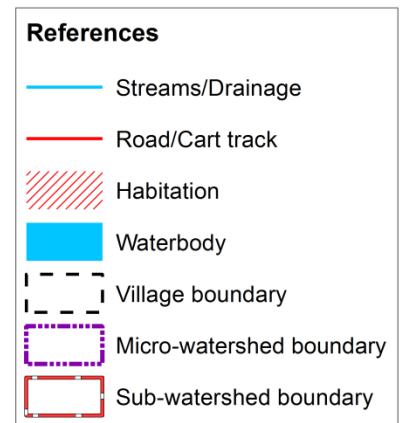 References
Streams/Drainage
Road/Cart track
Habitation
Waterbody
Village boundary
Micro-watershed boundary
Sub-watershed boundary